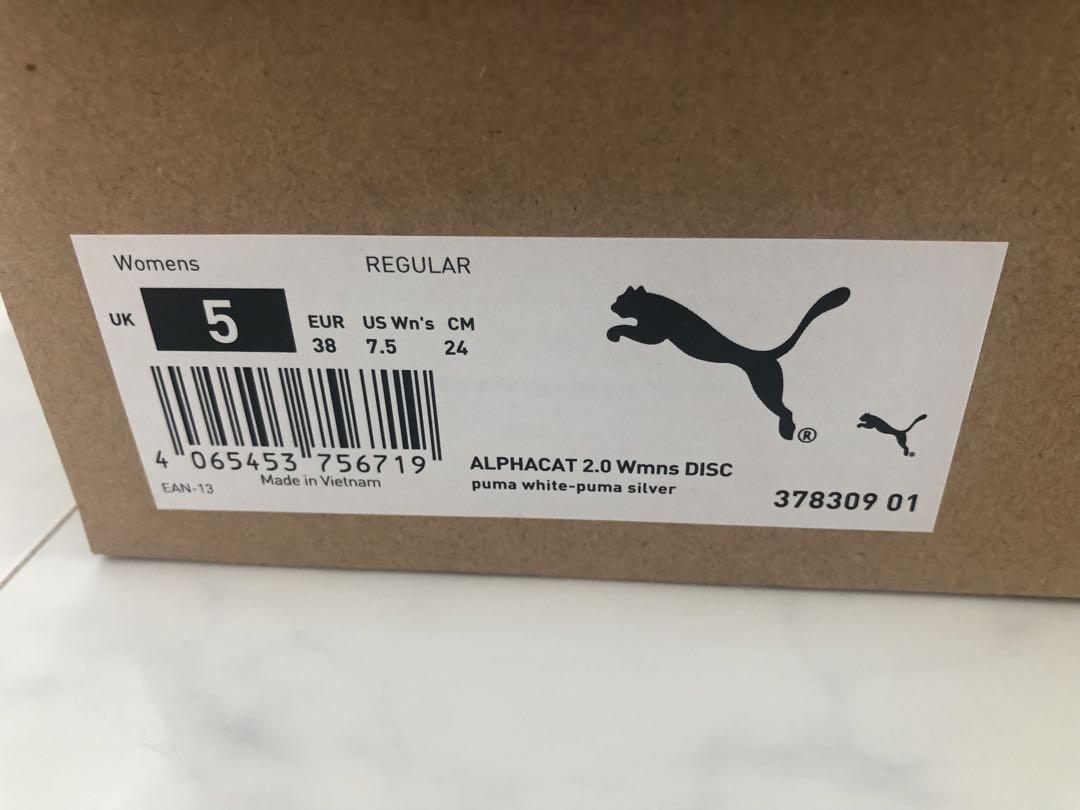 Womens REGULAR
UK 5 EUR US Wn's CM
38 7.5 24
4 065453 756719
EAN-13 Made in Vietnam
ALPHACAT 2.0 Wmns DISC
puma white-puma silver
378309 01
®